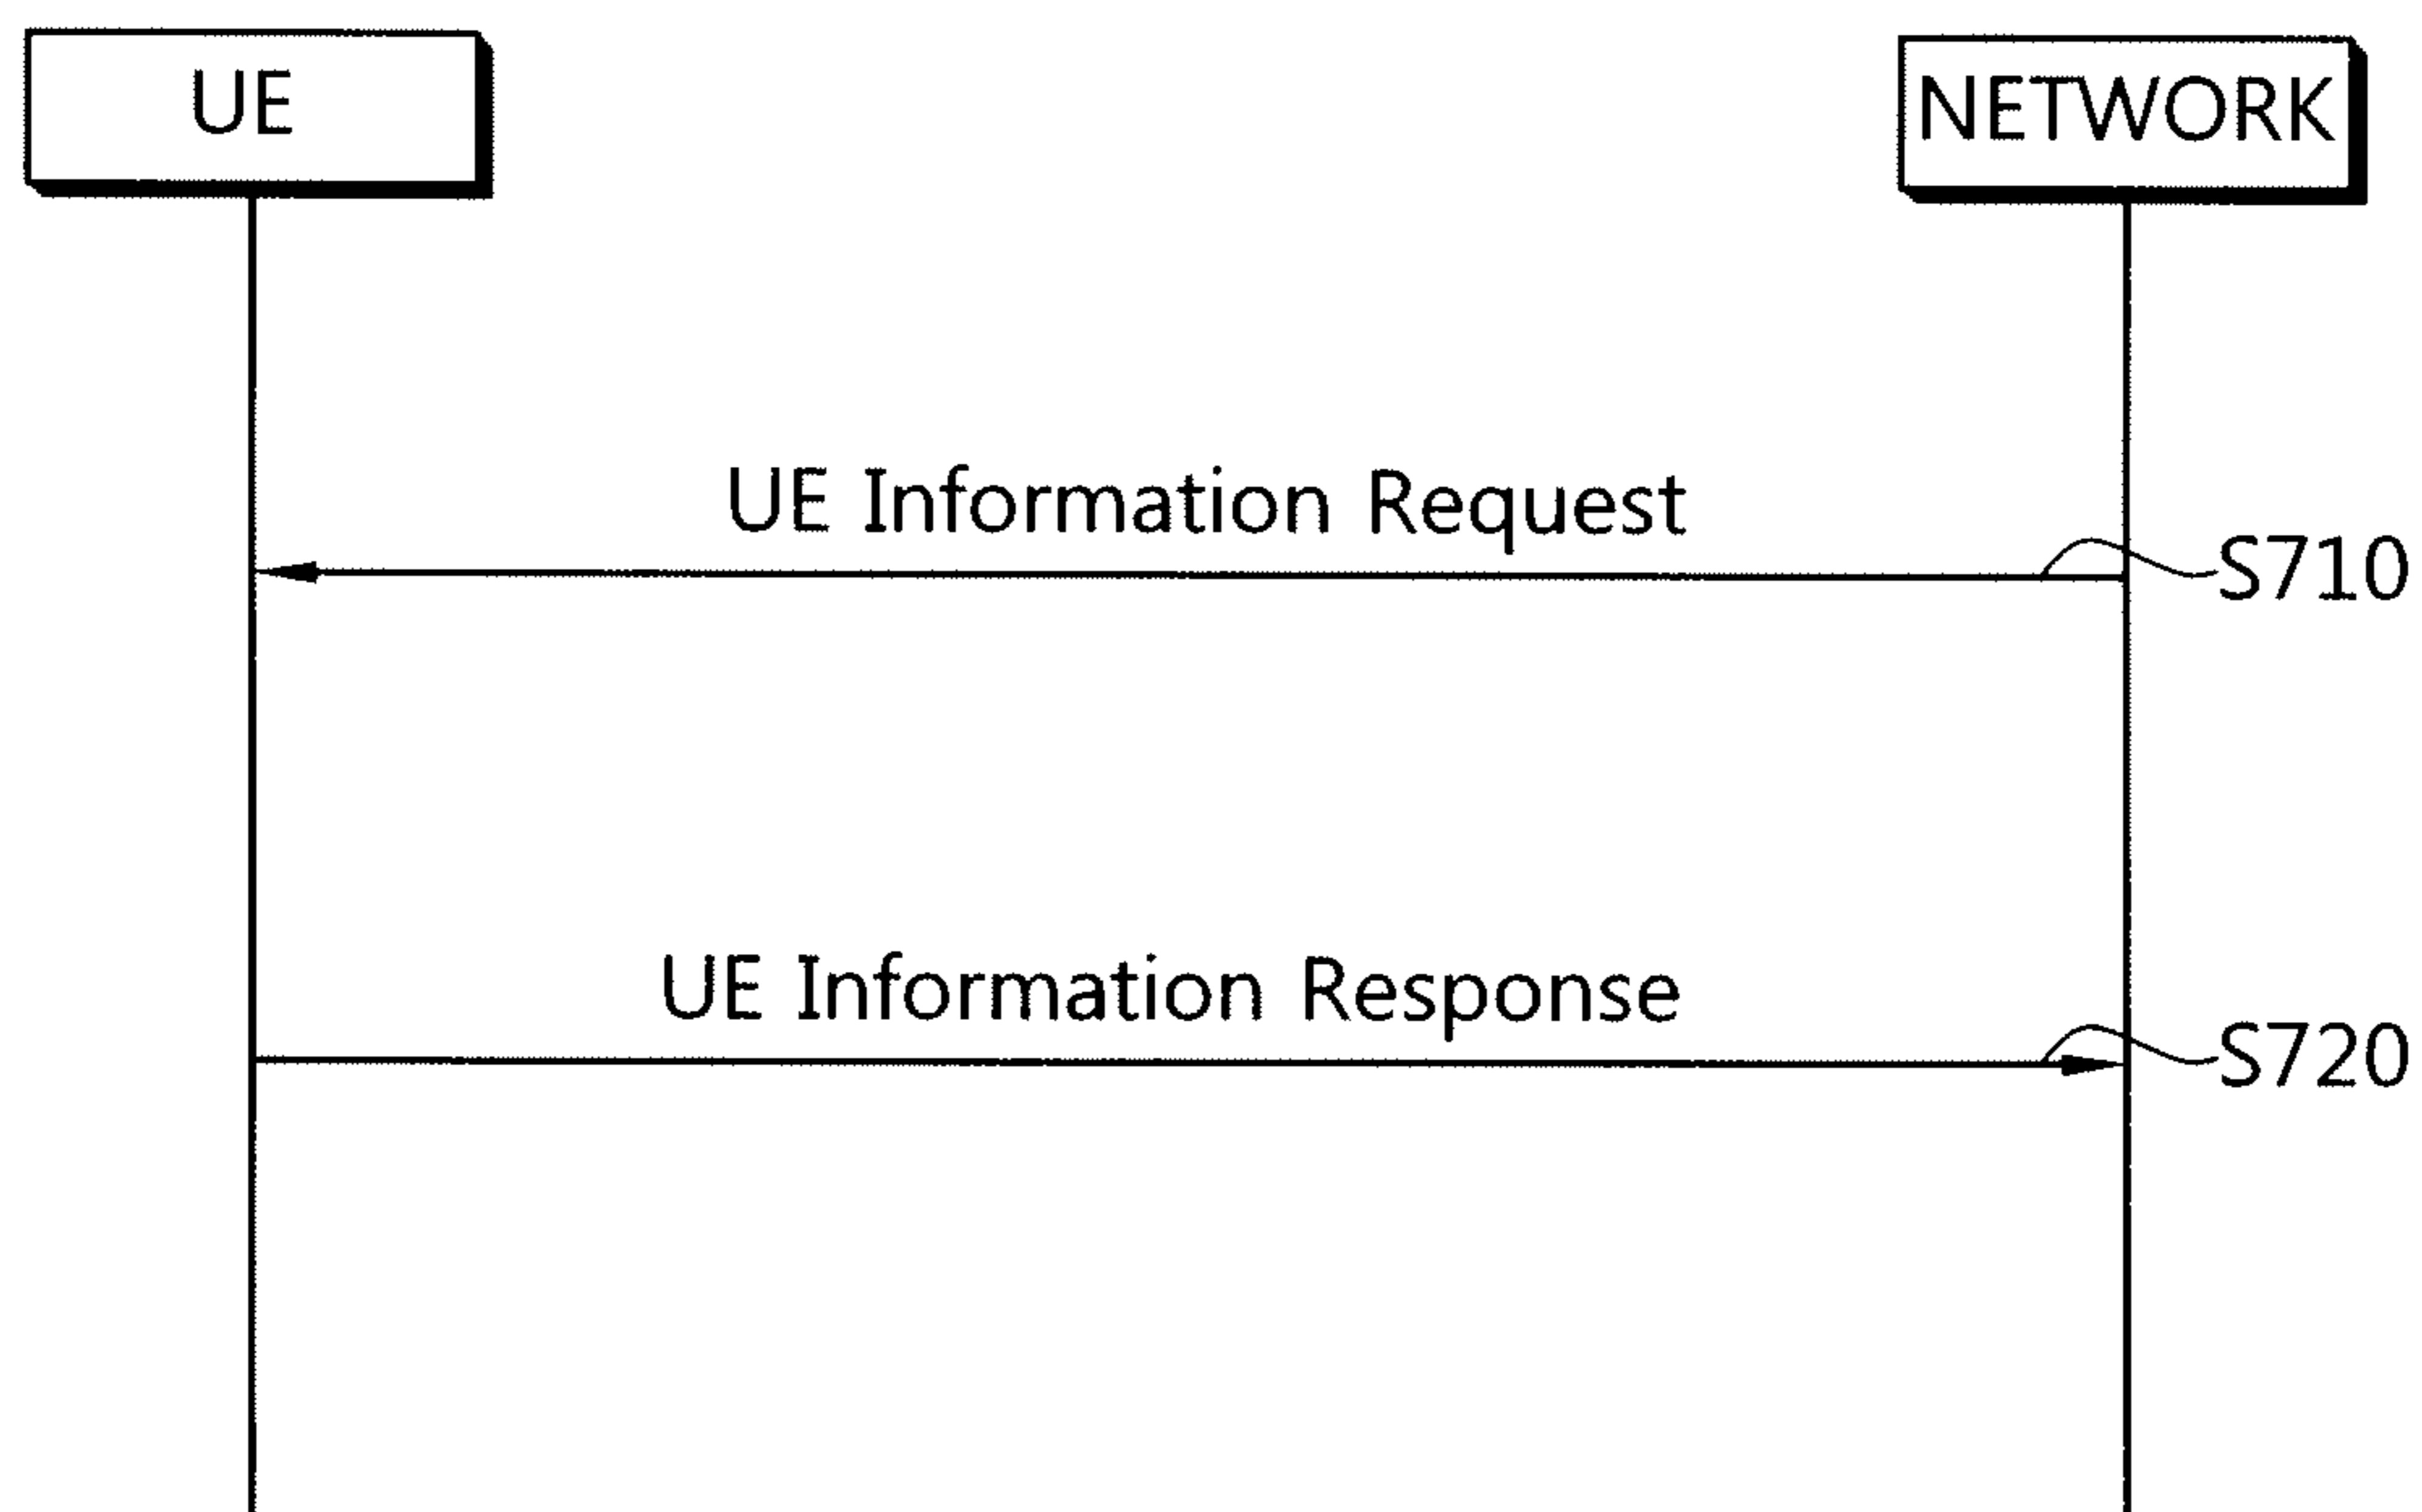 UE
NETWORK
UE Information Request
S710
UE Information Response
S720